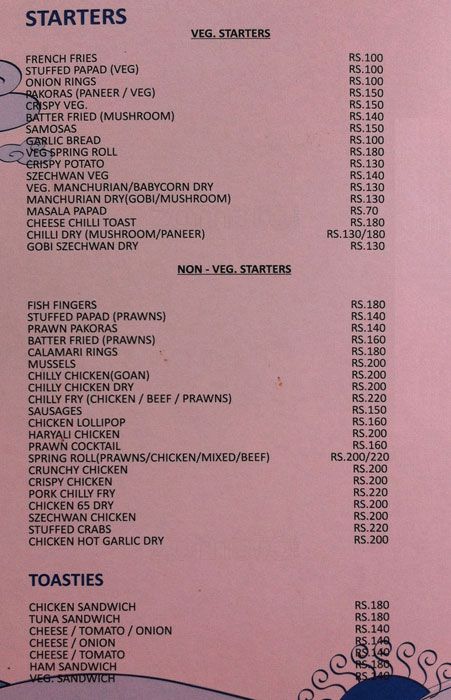 STARTERS
VEG. STARTERS
FRENCH FRIES RS.100
STUFFED PAPAD (VEG) RS.100
ONION RINGS RS.100
PAKORAS (PANEER / VEG) RS.150
CRISPY VEG. RS.150
BATTER FRIED (MUSHROOM) RS.140
SAMOSAS RS.150
GARLIC BREAD RS.100
VEG SPRING ROLL RS.180
CRISPY POTATO RS.130
SZECHWAN VEG RS.140
VEG. MANCHURIAN/BABYCORN DRY RS.130
MANCHURIAN DRY(GOBI/MUSHROOM) RS.130
MASALA PAPAD RS.70
CHEESE CHILLI TOAST RS.180
CHILLI DRY (MUSHROOM/PANEER) RS.130/180
GOBI SZECHWAN DRY RS.130
NON - VEG. STARTERS
FISH FINGERS RS.180
STUFFED PAPAD (PRAWNS) RS.140
PRAWN PAKORAS RS.140
BATTER FRIED (PRAWNS) RS.160
CALAMARI RINGS RS.180
MUSSELS RS.200
CHILLY CHICKEN(GOAN) RS.200
CHILLY CHICKEN DRY RS.200
CHILLY FRY (CHICKEN / BEEF / PRAWNS) RS.220
SAUSAGES RS.150
CHICKEN LOLLIPOP RS.160
HARYALI CHICKEN RS.200
PRAWN COCKTAIL RS.160
SPRING ROLL(PRAWNS/CHICKEN/MIXED/BEEF) RS.200/220
CRUNCHY CHICKEN RS.200
CRISPY CHICKEN RS.200
PORK CHILLY FRY RS.220
CHICKEN 65 DRY RS.200
SZECHWAN CHICKEN RS.200
STUFFED CRABS RS.220
CHICKEN HOT GARLIC DRY RS.200
TOASTIES
CHICKEN SANDWICH RS.180
TUNA SANDWICH RS.180
CHEESE / TOMATO / ONION RS.140
CHEESE / ONION RS.140
CHEESE / TOMATO RS.140
HAM SANDWICH RS.180
VEG. SANDWICH RS.140